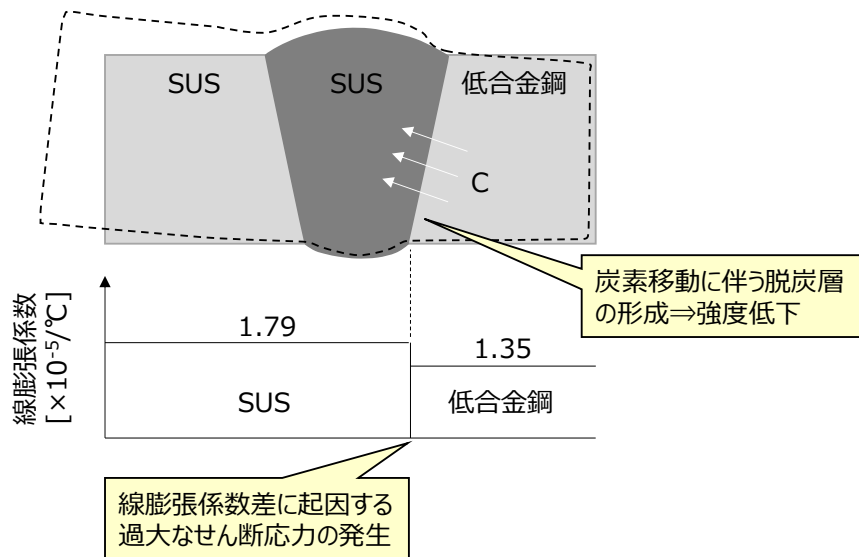 SUS
SUS
低合金鋼
C
炭素移動に伴う脱炭層
の形成⇒強度低下
線膨張係数
[×10-5/℃]
1.79
1.35
SUS
低合金鋼
線膨張係数差に起因する
過大なせん断応力の発生